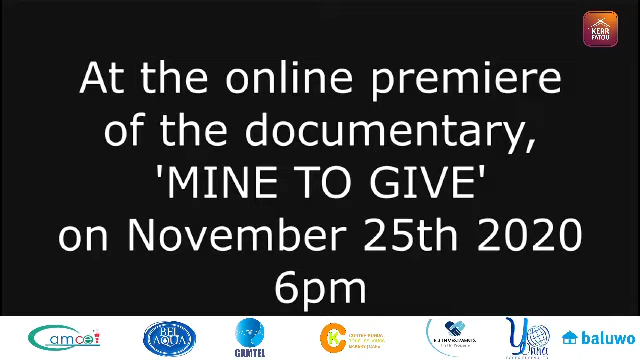 KERR
FATOU
At the online premiere
of the documentary,
'MINE TO GIVE'
on November 25th 2020
6pm
BEL
AQUA
GAMTEL
baluwo